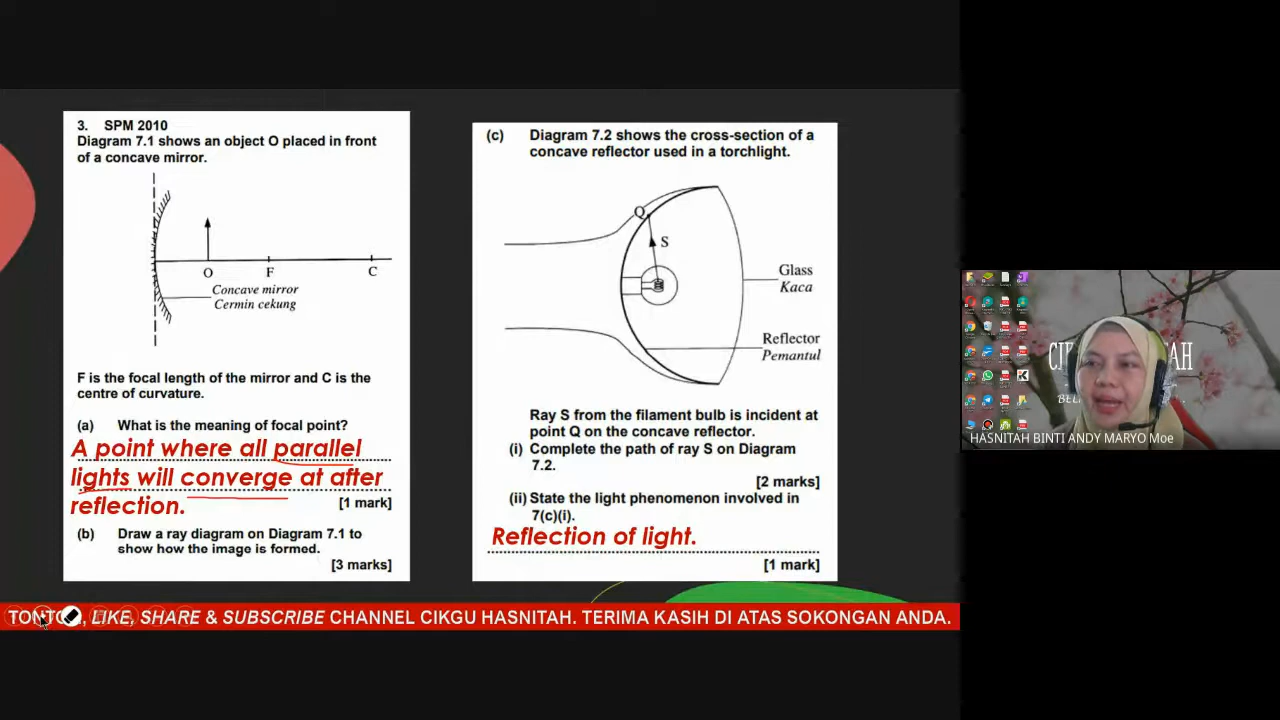 3. SPM 2010
Diagram 7.1 shows an object O placed in front
of a concave mirror.
O F C
Concave mirror
Cermin cekung
F is the focal length of the mirror and C is the
centre of curvature.
(a) What is the meaning of focal point?
A point where all parallel
lights will converge at after
reflection.
[1 mark]
(b) Draw a ray diagram on Diagram 7.1 to
show how the image is formed.
[3 marks]
(c) Diagram 7.2 shows the cross-section of a
concave reflector used in a torchlight.
Q
S
Glass
Kaca
Reflector
Pemantul
Ray S from the filament bulb is incident at
point Q on the concave reflector.
(i) Complete the path of ray S on Diagram
7.2.
[2 marks]
(ii) State the light phenomenon involved in
7(c)(i).
Reflection of light.
[1 mark]
HASNITAH BINTI ANDY MARYO Moe
LIKE, SHARE & SUBSCRIBE CHANNEL CIKGU HASNITAH. TERIMA KASIH DI ATAS SOKONGAN ANDA.